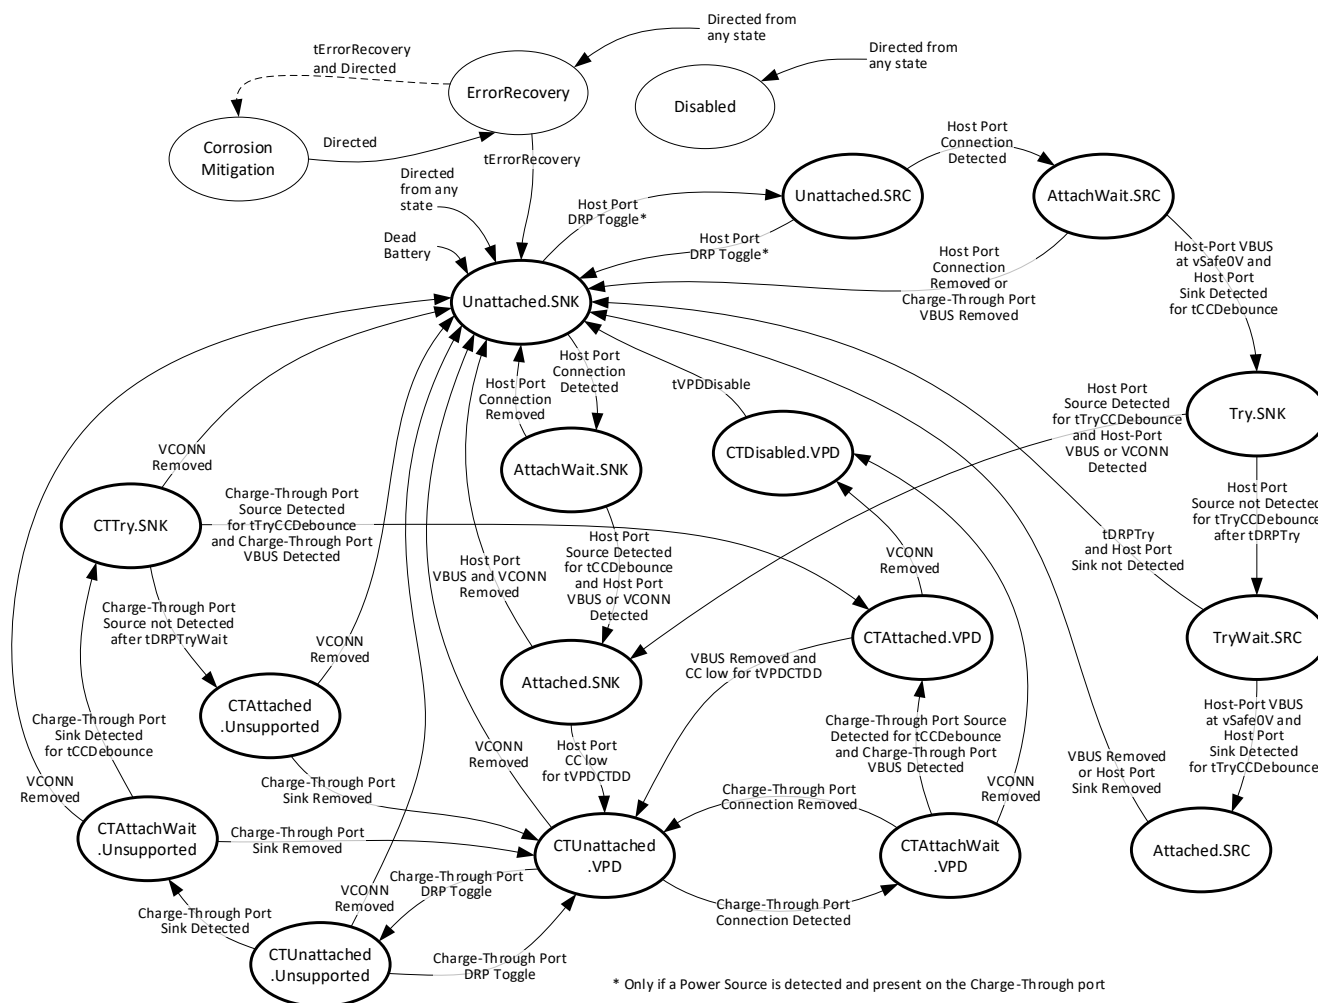 Directed from
any state
Directed from
any state
tErrorRecovery
and Directed
ErrorRecovery
Disabled
Corrosion
Mitigation
Directed
tErrorRecovery
Host Port
Connection
Detected
Directed
from any
state
Host Port
DRP Toggle*
Unattached.SRC
AttachWait.SRC
Dead
Battery
Host Port
DRP Toggle*
Host Port
Connection
Removed or
Charge-Through Port
VBUS Removed
Host-Port VBUS
at vSafe0V and
Host Port
Sink Detected
for tCCDebounce
Unattached.SNK
Host Port
Connection
Detected
Host Port
Connection
Removed
tVPDDisable
Host Port
Source Detected
for tTryCCDebounce
and Host-Port
VBUS or VCONN
Detected
Try.SNK
VCONN
Removed
AttachWait.SNK
CTDisabled.VPD
CTTry.SNK
Charge-Through Port
Source Detected
for tTryCCDebounce
and Charge-Through Port
VBUS Detected
Host Port
Source not Detected
for tTryCCDebounce
after tDRPTry
Host Port
VBUS and VCONN
Removed
Host Port
Source Detected
for tCCDebounce
and Host Port
VBUS or VCONN
Detected
VCONN
Removed
tDRPTry
and Host Port
Sink not Detected
Charge-Through Port
Source not Detected
after tDRPTryWait
VCONN
Removed
CTAttached.VPD
TryWait.SRC
Attached.SNK
VBUS Removed and
CC low for tVPDCTDD
CTAttached
.Unsupported
Charge-Through Port
Sink Detected
for tCCDebounce
VCONN
Removed
Host Port
CC low
for tVPDCTDD
Charge-Through Port Source
Detected for tCCDebounce
and Charge-Through Port
VBUS Detected
Host-Port VBUS
at vSafe0V and
Host Port
Sink Detected
for tTryCCDebounce
VCONN
Removed
Charge-Through Port
Sink Removed
Charge-Through Port
Connection Removed
VCONN
Removed
VBUS Removed
or Host Port
Sink Removed
CTAttachWait
.Unsupported
Charge-Through Port
Sink Removed
CTUnattached
.VPD
CTAttachWait
.VPD
Attached.SRC
VCONN
Removed
Charge-Through Port
DRP Toggle
Charge-Through Port
Sink Detected
Charge-Through Port
Connection Detected
CTUnattached
.Unsupported
Charge-Through Port
DRP Toggle
* Only if a Power Source is detected and present on the Charge-Through port